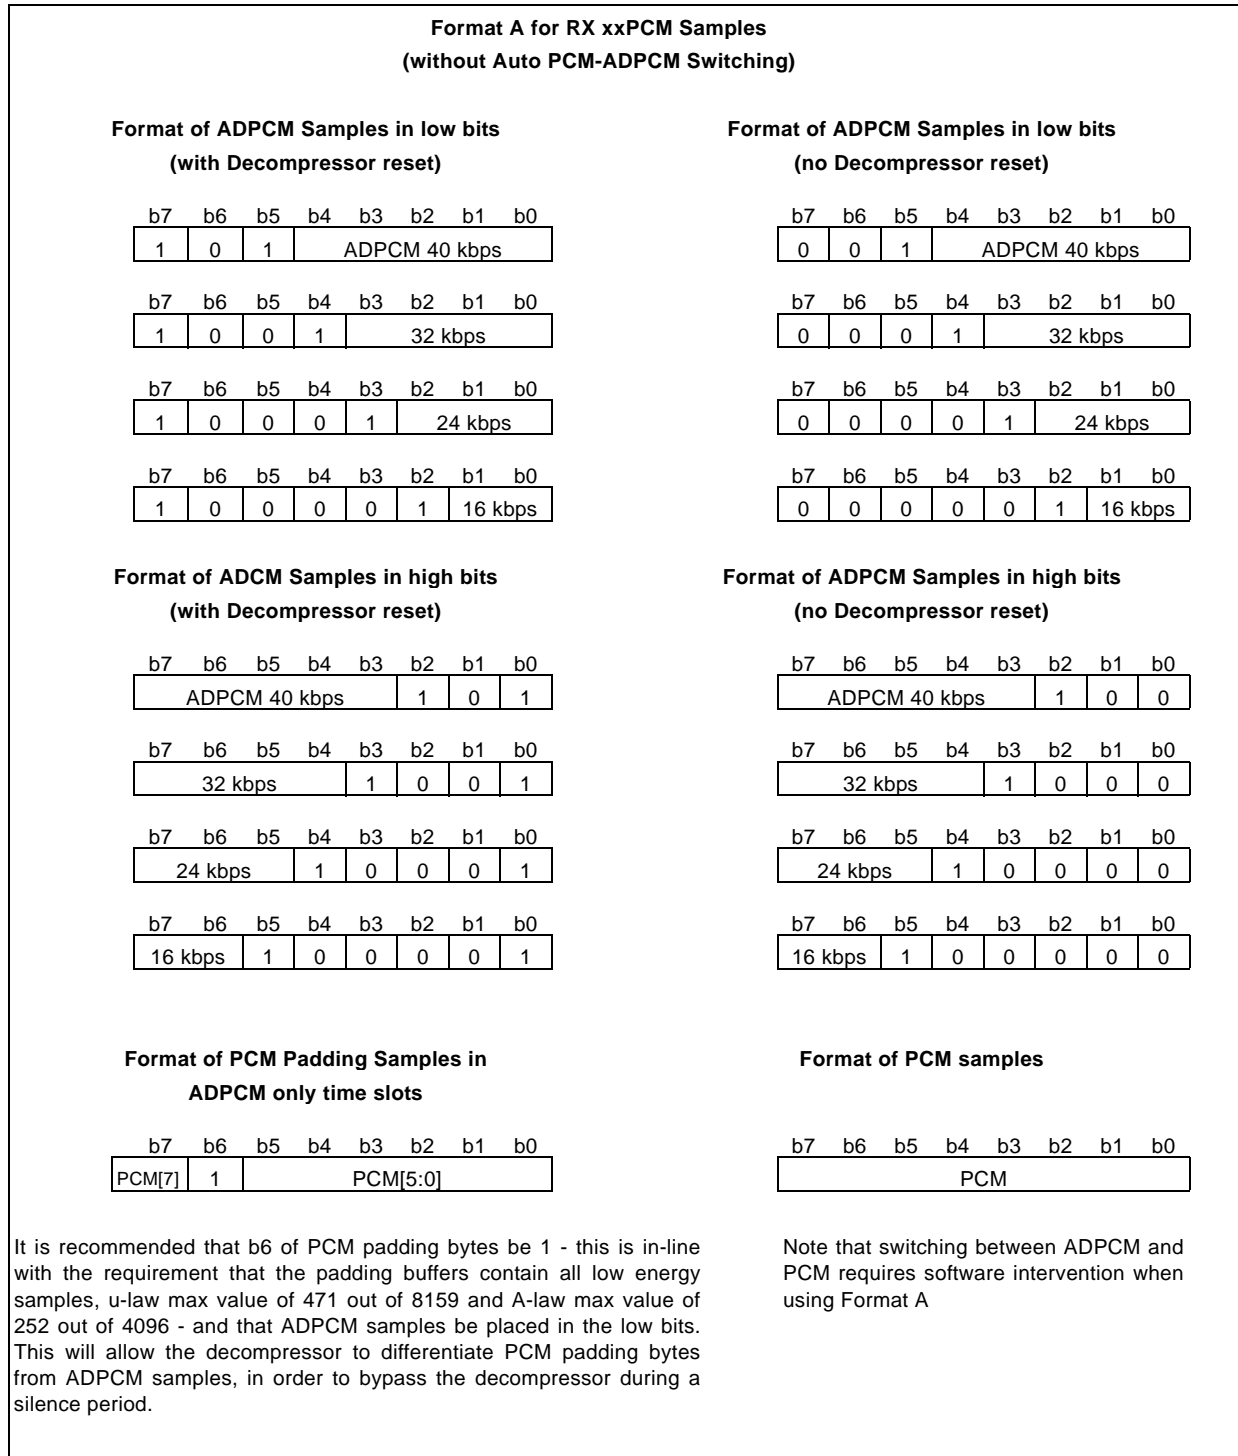 Format A for RX xxPCM Samples
(without Auto PCM-ADPCM Switching)
Format of ADPCM Samples in low bits
(with Decompressor reset)
b7 b6 b5 b4 b3 b2 b1 b0
1 0 1 ADPCM 40 kbps
b7 b6 b5 b4 b3 b2 b1 b0
1 0 0 1 32 kbps
b7 b6 b5 b4 b3 b2 b1 b0
1 0 0 0 1 24 kbps
b7 b6 b5 b4 b3 b2 b1 b0
1 0 0 0 0 1 16 kbps
Format of ADPCM Samples in low bits
(no Decompressor reset)
b7 b6 b5 b4 b3 b2 b1 b0
0 0 1 ADPCM 40 kbps
b7 b6 b5 b4 b3 b2 b1 b0
0 0 0 1 32 kbps
b7 b6 b5 b4 b3 b2 b1 b0
0 0 0 0 1 24 kbps
b7 b6 b5 b4 b3 b2 b1 b0
0 0 0 0 0 1 16 kbps
Format of ADCM Samples in high bits
(with Decompressor reset)
b7 b6 b5 b4 b3 b2 b1 b0
ADPCM 40 kbps 1 0 1
b7 b6 b5 b4 b3 b2 b1 b0
32 kbps 1 0 0 1
b7 b6 b5 b4 b3 b2 b1 b0
24 kbps 1 0 0 0 1
b7 b6 b5 b4 b3 b2 b1 b0
16 kbps 1 0 0 0 0 1
Format of ADPCM Samples in high bits
(no Decompressor reset)
b7 b6 b5 b4 b3 b2 b1 b0
ADPCM 40 kbps 1 0 0
b7 b6 b5 b4 b3 b2 b1 b0
32 kbps 1 0 0 0
b7 b6 b5 b4 b3 b2 b1 b0
24 kbps 1 0 0 0 0
b7 b6 b5 b4 b3 b2 b1 b0
16 kbps 1 0 0 0 0 0
Format of PCM Padding Samples in
ADPCM only time slots
b7 b6 b5 b4 b3 b2 b1 b0
PCM[7] 1 PCM[5:0]
It is recommended that b6 of PCM padding bytes be 1 - this is in-line
with the requirement that the padding buffers contain all low energy
samples, u-law max value of 471 out of 8159 and A-law max value of
252 out of 4096 - and that ADPCM samples be placed in the low bits.
This will allow the decompressor to differentiate PCM padding bytes
from ADPCM samples, in order to bypass the decompressor during a
silence period.
Format of PCM samples
b7 b6 b5 b4 b3 b2 b1 b0
PCM
Note that switching between ADPCM and
PCM requires software intervention when
using Format A